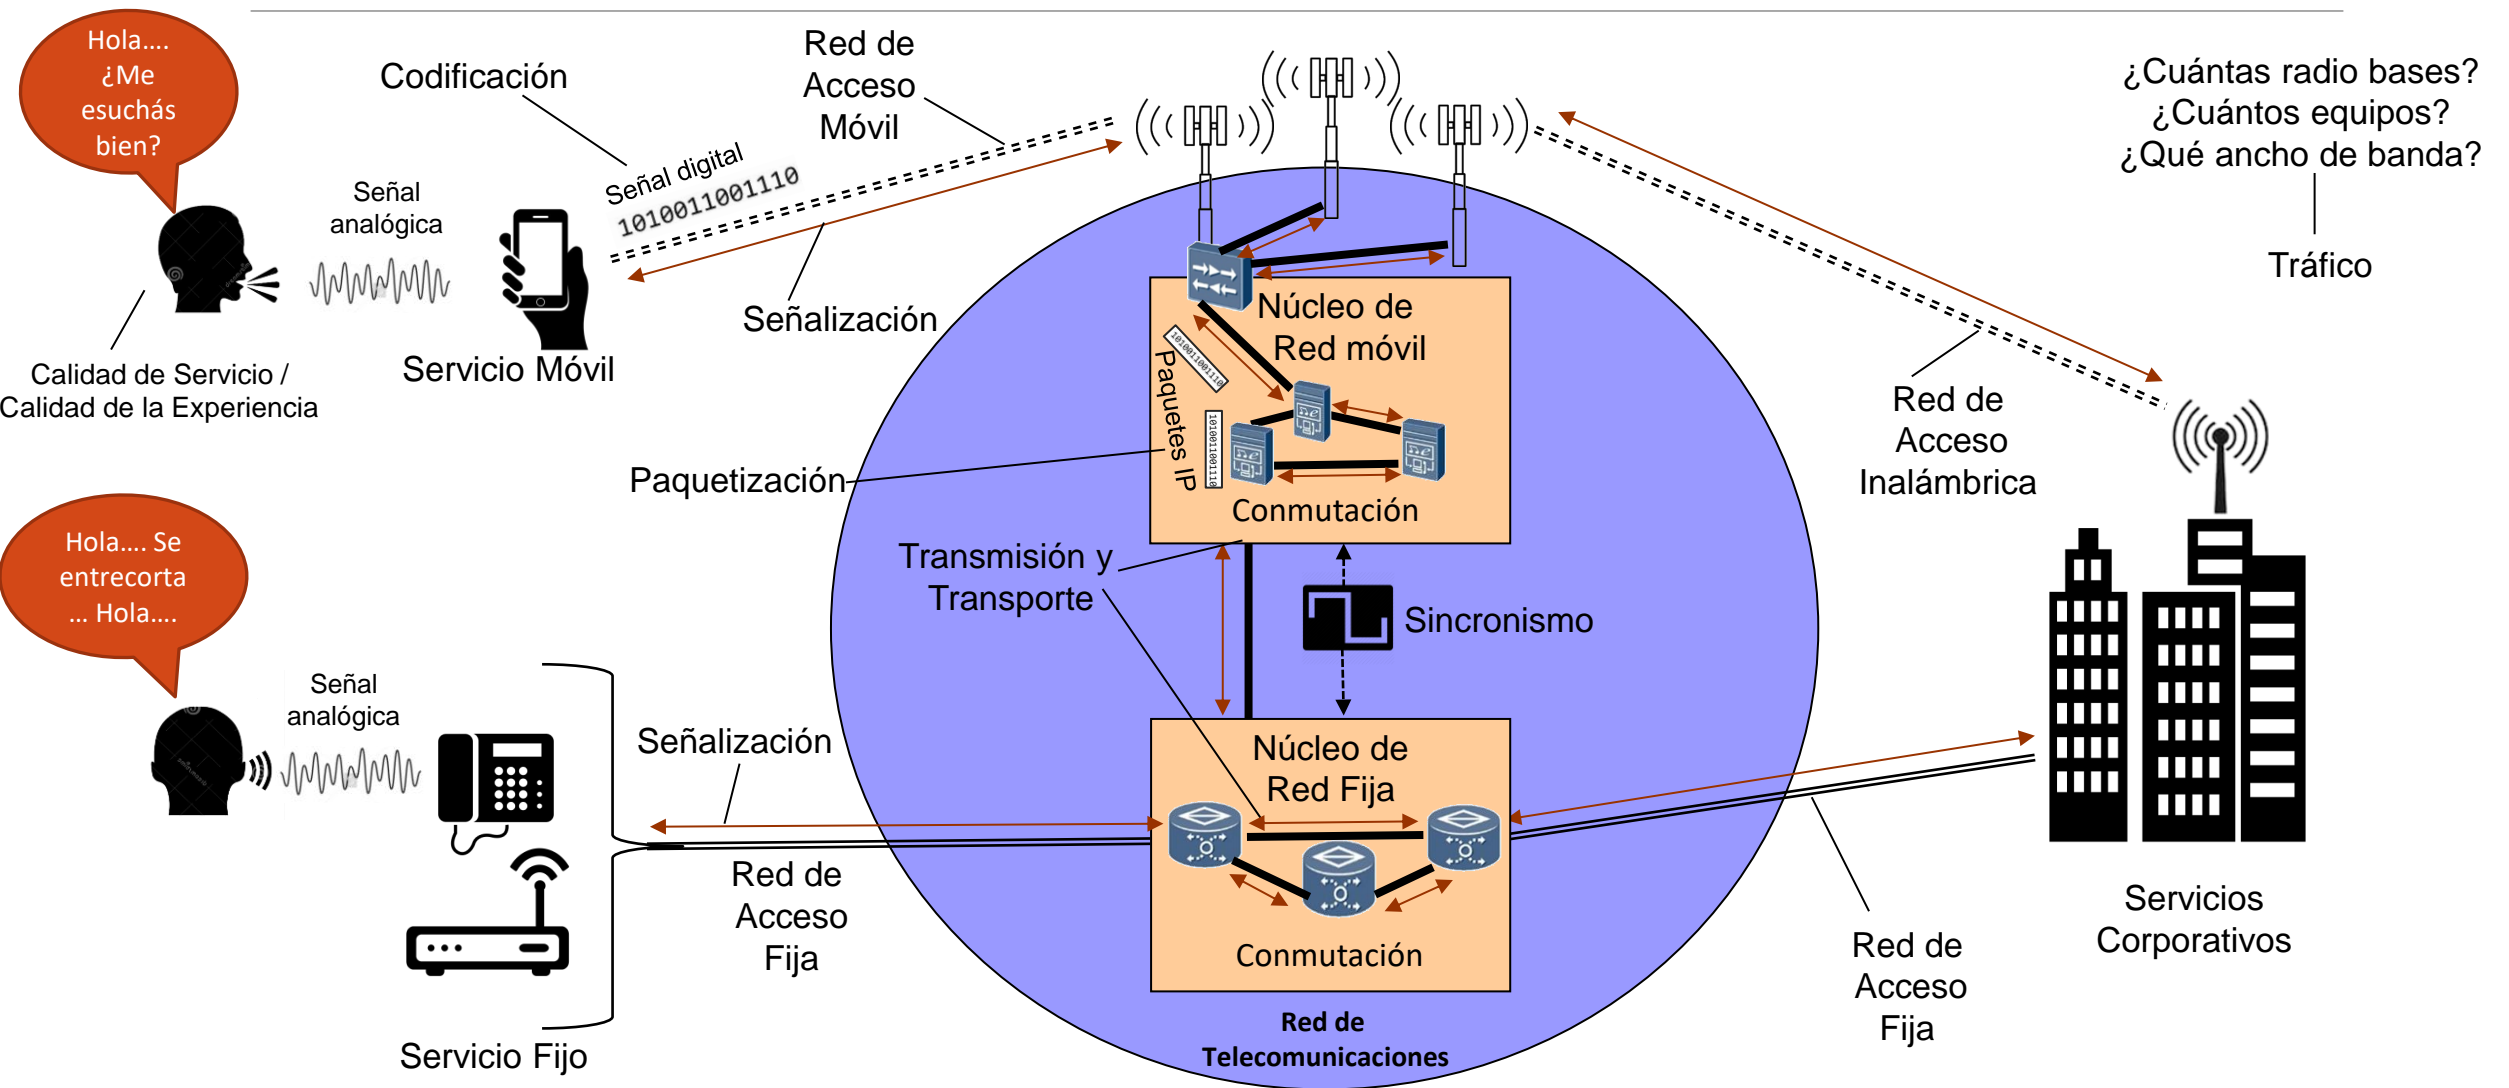 Hola....
¿Me
esuchás
bien?
Codificación
Red de
Acceso
Móvil
¿Cuántas radio bases?
¿Cuántos equipos?
¿Qué ancho de banda?
Tráfico
Señal
analógica
Señal digital
1010011001110
Señalización
Servicio Móvil
Calidad de Servicio /
Calidad de la Experiencia
Núcleo de
Red móvil
1010011001110
Paquetes IP
1010011001110
Paquetización
Conmutación
Red de
Acceso
Inalámbrica
Hola.... Se
entrecorta
... Hola....
Transmisión y
Transporte
Sincronismo
Señal
analógica
Señalización
Núcleo de
Red Fija
Conmutación
Red de
Acceso
Fija
Servicio Fijo
Red de
Telecomunicaciones
Servicios
Corporativos
Red de
Acceso
Fija